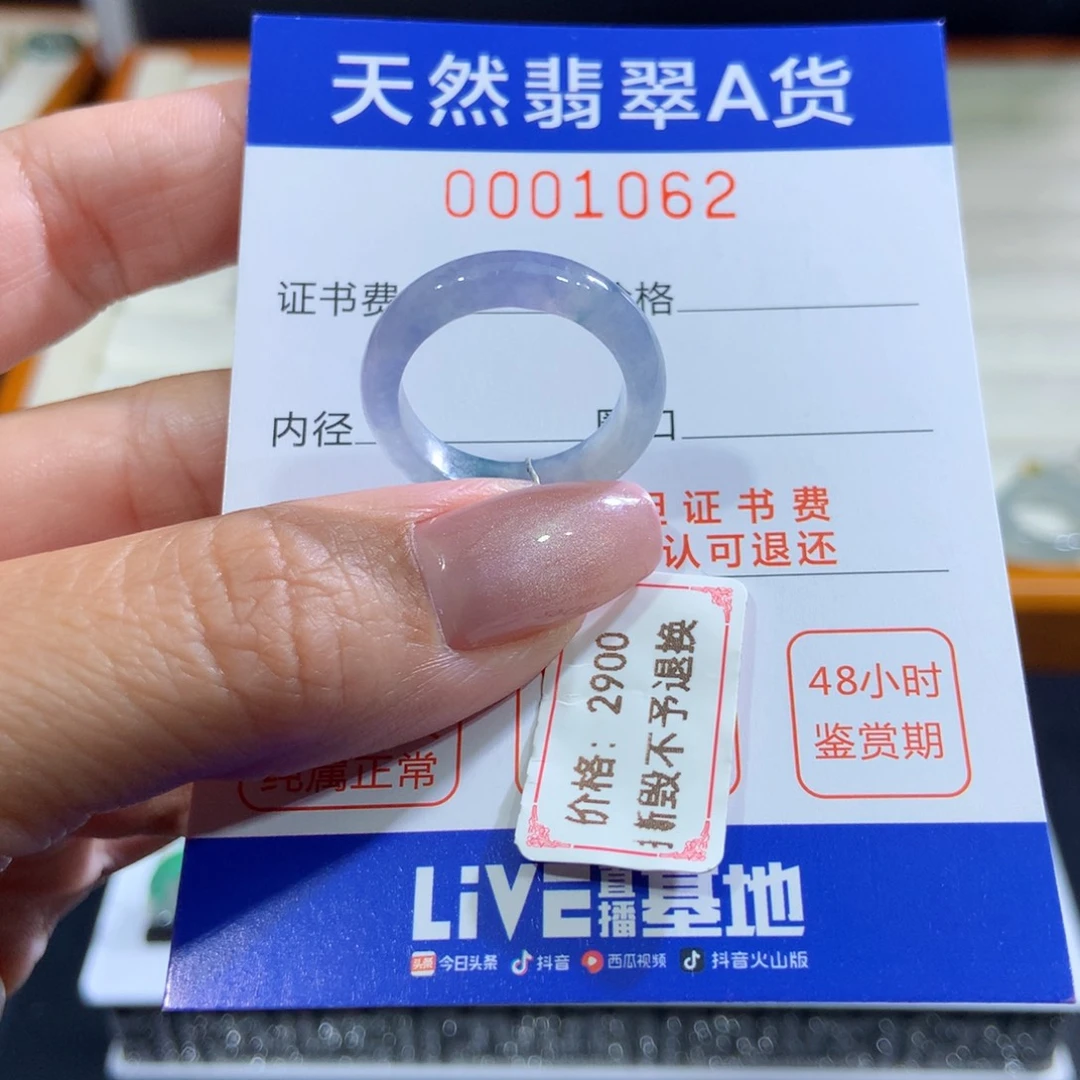 天然翡翠A货
0001062
证书费 格
内径 口
证书费
认可退还
价格：2900
折毁不予退换
48小时
鉴赏期
纯属正常
LiVE直播基地
头条 今日头条 抖音 西瓜视频 抖音火山版